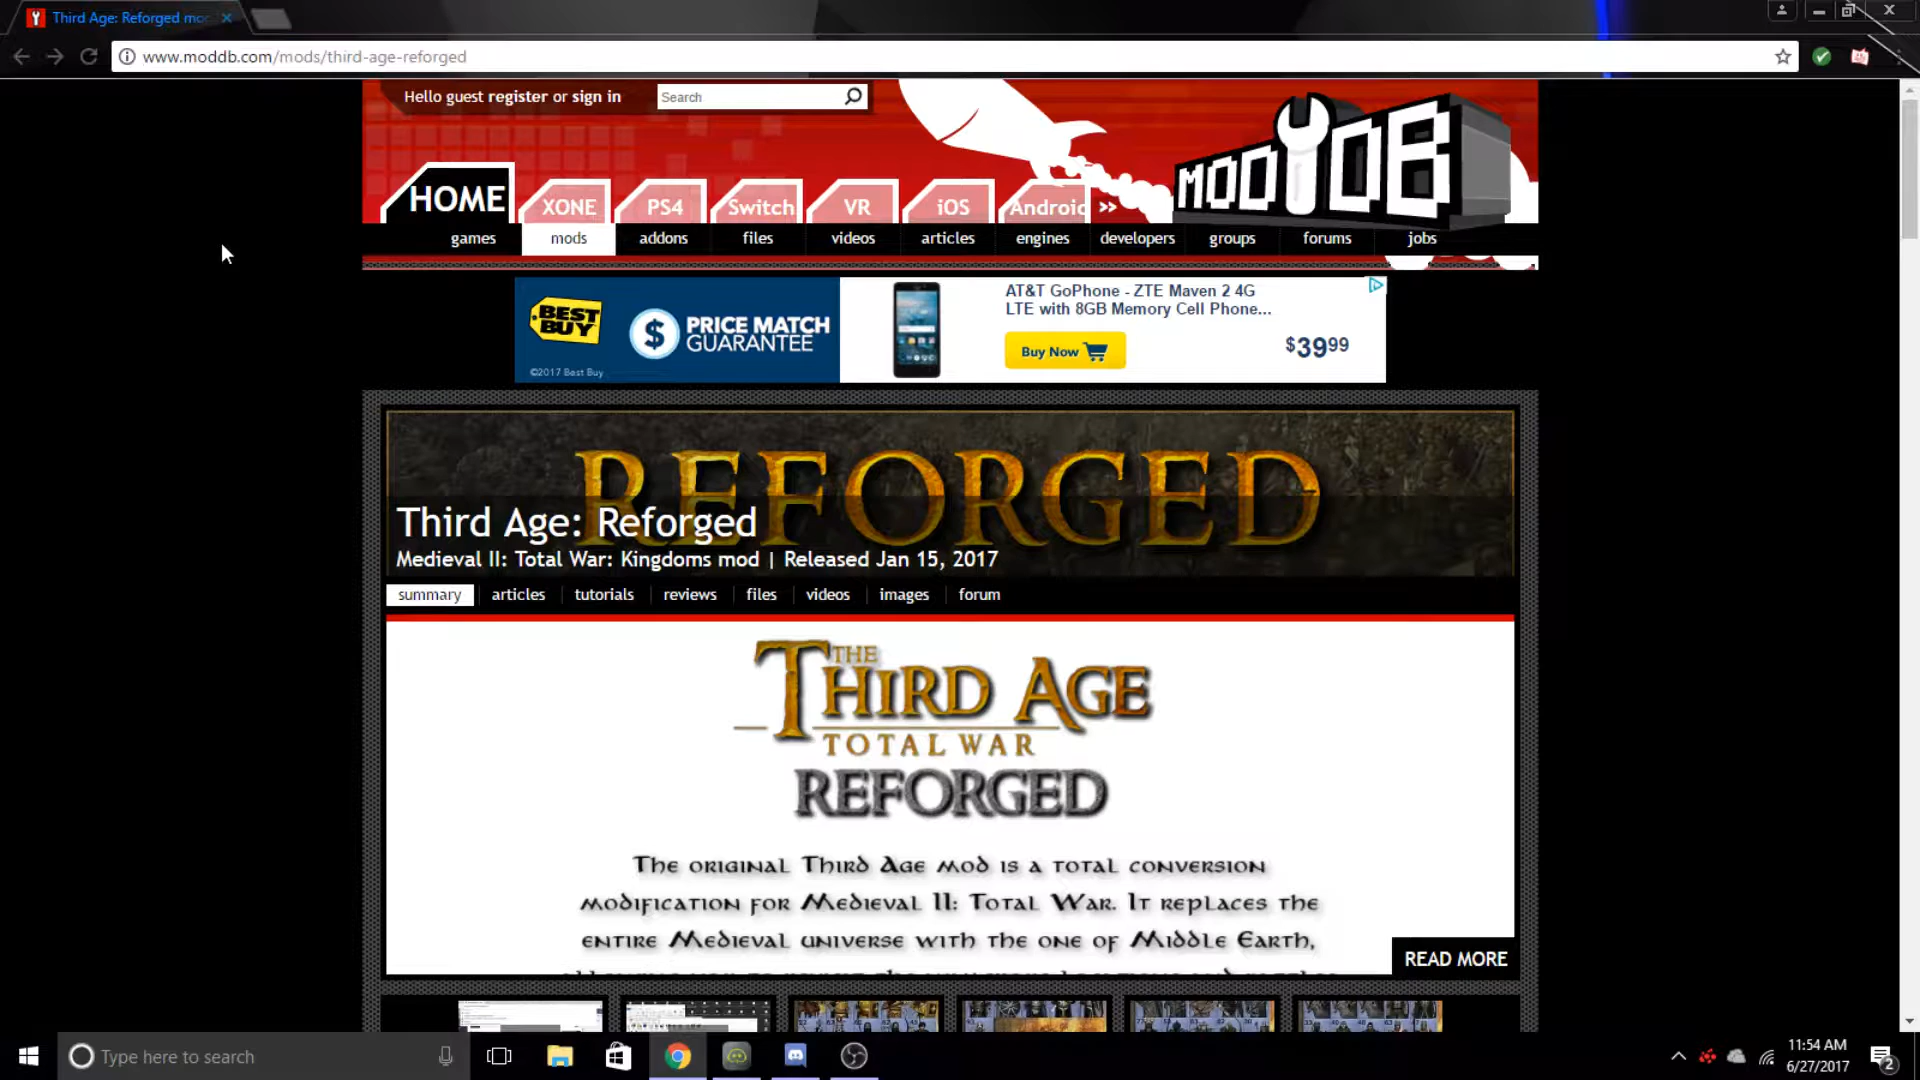 Third Age: Reforged mo
www.moddb.com/mods/third-age-reforged
Hello guest register or sign in
Search
MOD DB
HOME
XONE
PS4
Switch
VR
iOS
Android
>>
games
mods
addons
files
videos
articles
engines
developers
groups
forums
jobs
BEST BUY
$
PRICE MATCH
GUARANTEE
©2017 Best Buy
AT&T GoPhone - ZTE Maven 2 4G
LTE with 8GB Memory Cell Phone...
Buy Now
$3999
REFORGED
Third Age: Reforged
Medieval II: Total War: Kingdoms mod | Released Jan 15, 2017
summary
articles
tutorials
reviews
files
videos
images
forum
THE
THIRD AGE
TOTAL WAR
REFORGED
The original Third Age mod is a total conversion
modification for Medieval II: Total War. It replaces the
entire Medieval universe with the one of Middle Earth,
READ MORE
Type here to search
11:54 AM
6/27/2017
2